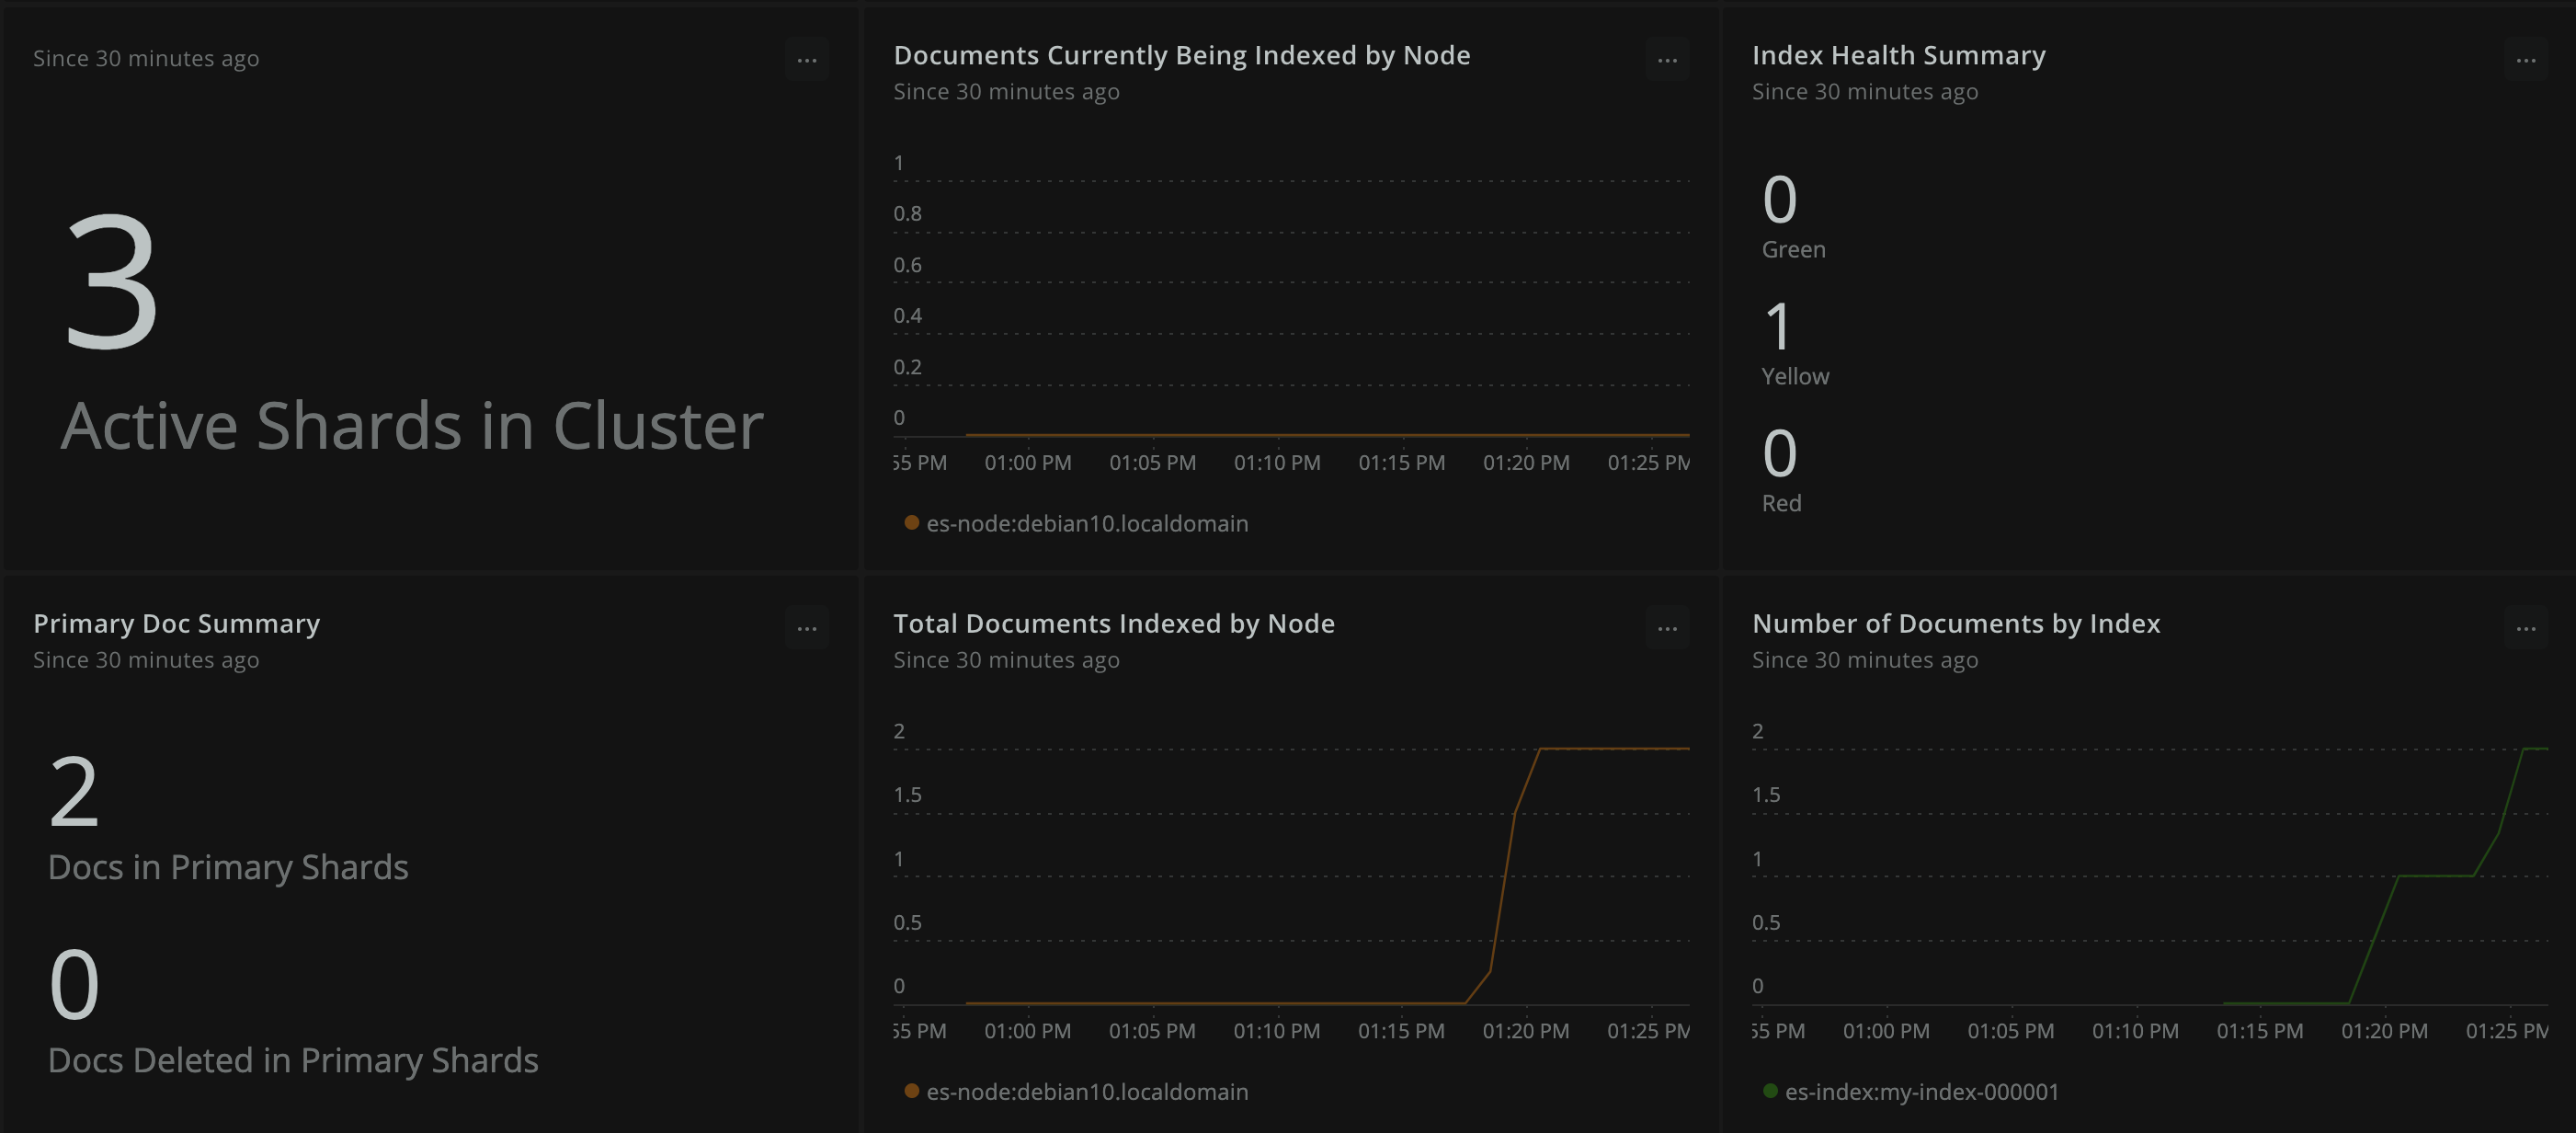 Since 30 minutes ago
...
3
Active Shards in Cluster
Documents Currently Being Indexed by Node
...
Since 30 minutes ago
1
0.8
0.6
0.4
0.2
0
55 PM 01:00 PM 01:05 PM 01:10 PM 01:15 PM 01:20 PM 01:25 PM
es-node:debian10.localdomain
Index Health Summary
...
Since 30 minutes ago
0
Green
1
Yellow
0
Red
Primary Doc Summary
...
Since 30 minutes ago
2
Docs in Primary Shards
0
Docs Deleted in Primary Shards
Total Documents Indexed by Node
...
Since 30 minutes ago
2
1.5
1
0.5
0
55 PM 01:00 PM 01:05 PM 01:10 PM 01:15 PM 01:20 PM 01:25 PM
es-node:debian10.localdomain
Number of Documents by Index
...
Since 30 minutes ago
2
1.5
1
0.5
0
55 PM 01:00 PM 01:05 PM 01:10 PM 01:15 PM 01:20 PM 01:25 PM
es-index:my-index-000001